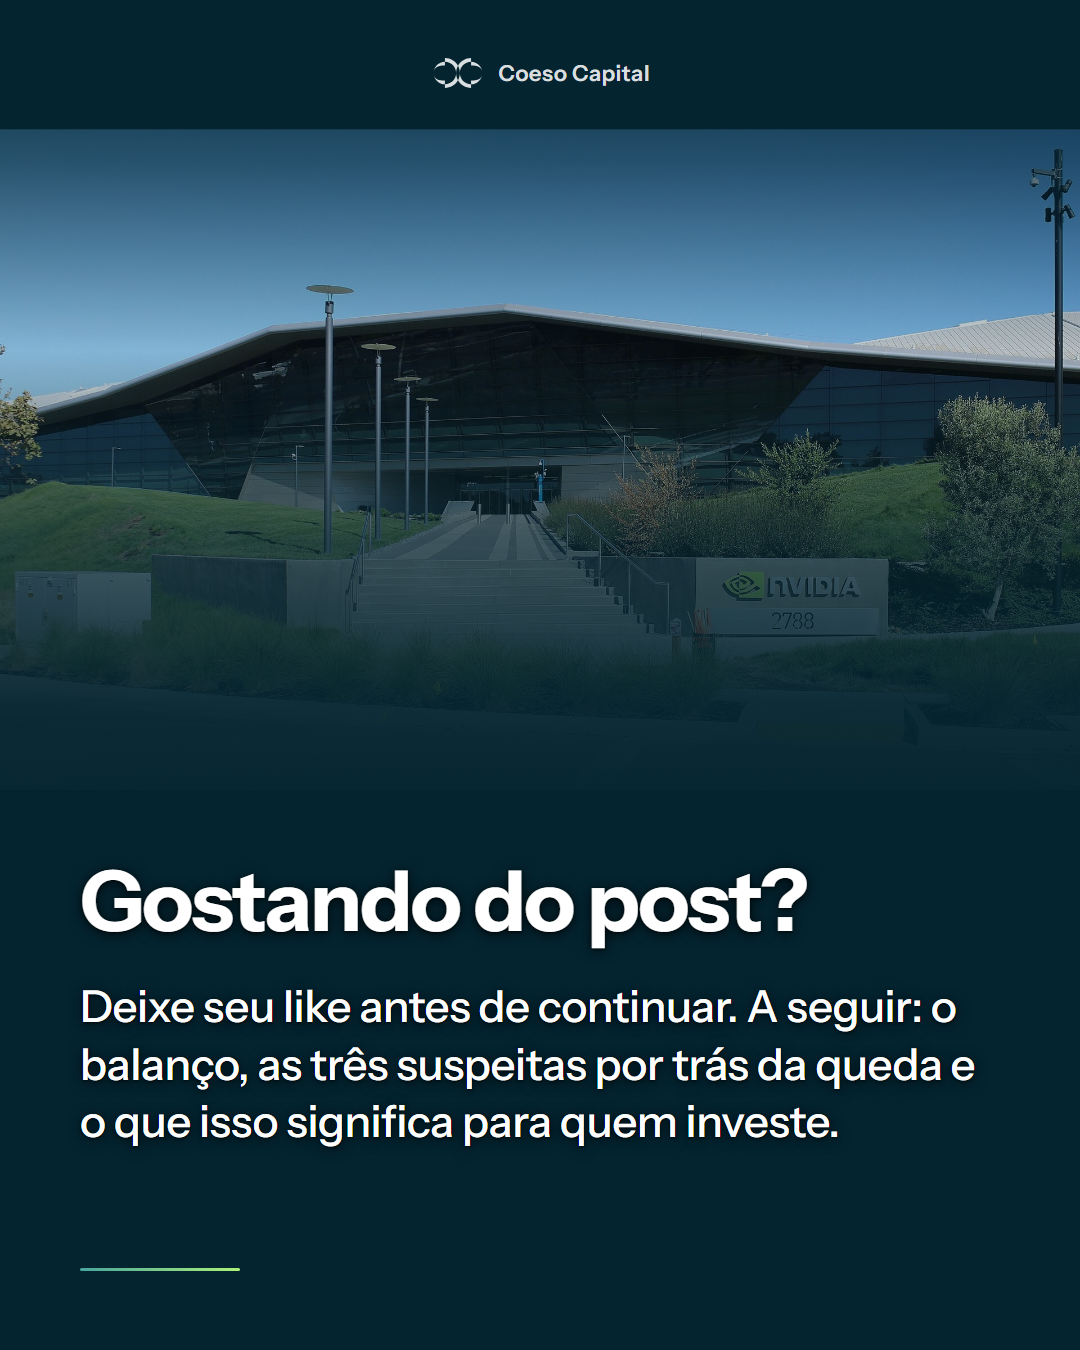 Coeso Capital
NVIDIA
2788
Gostando do post?
Deixe seu like antes de continuar. A seguir: o
balanço, as três suspeitas por trás da queda e
o que isso significa para quem investe.